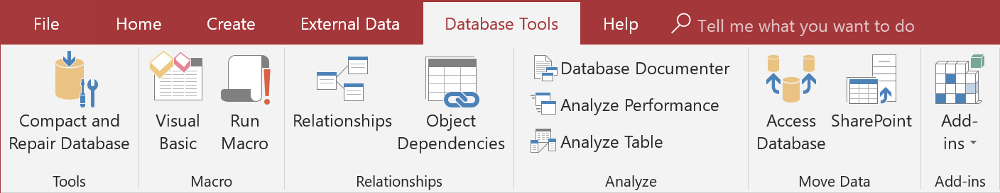 File Home Create External Data Database Tools Help Tell me what you want to do
Compact and
Repair Database
Tools
Visual
Basic
Run
Macro
Macro
Relationships
Object
Dependencies
Relationships
Database Documenter
Analyze Performance
Analyze Table
Analyze
Access
Database
SharePoint
Move Data
Add-
ins
Add-ins